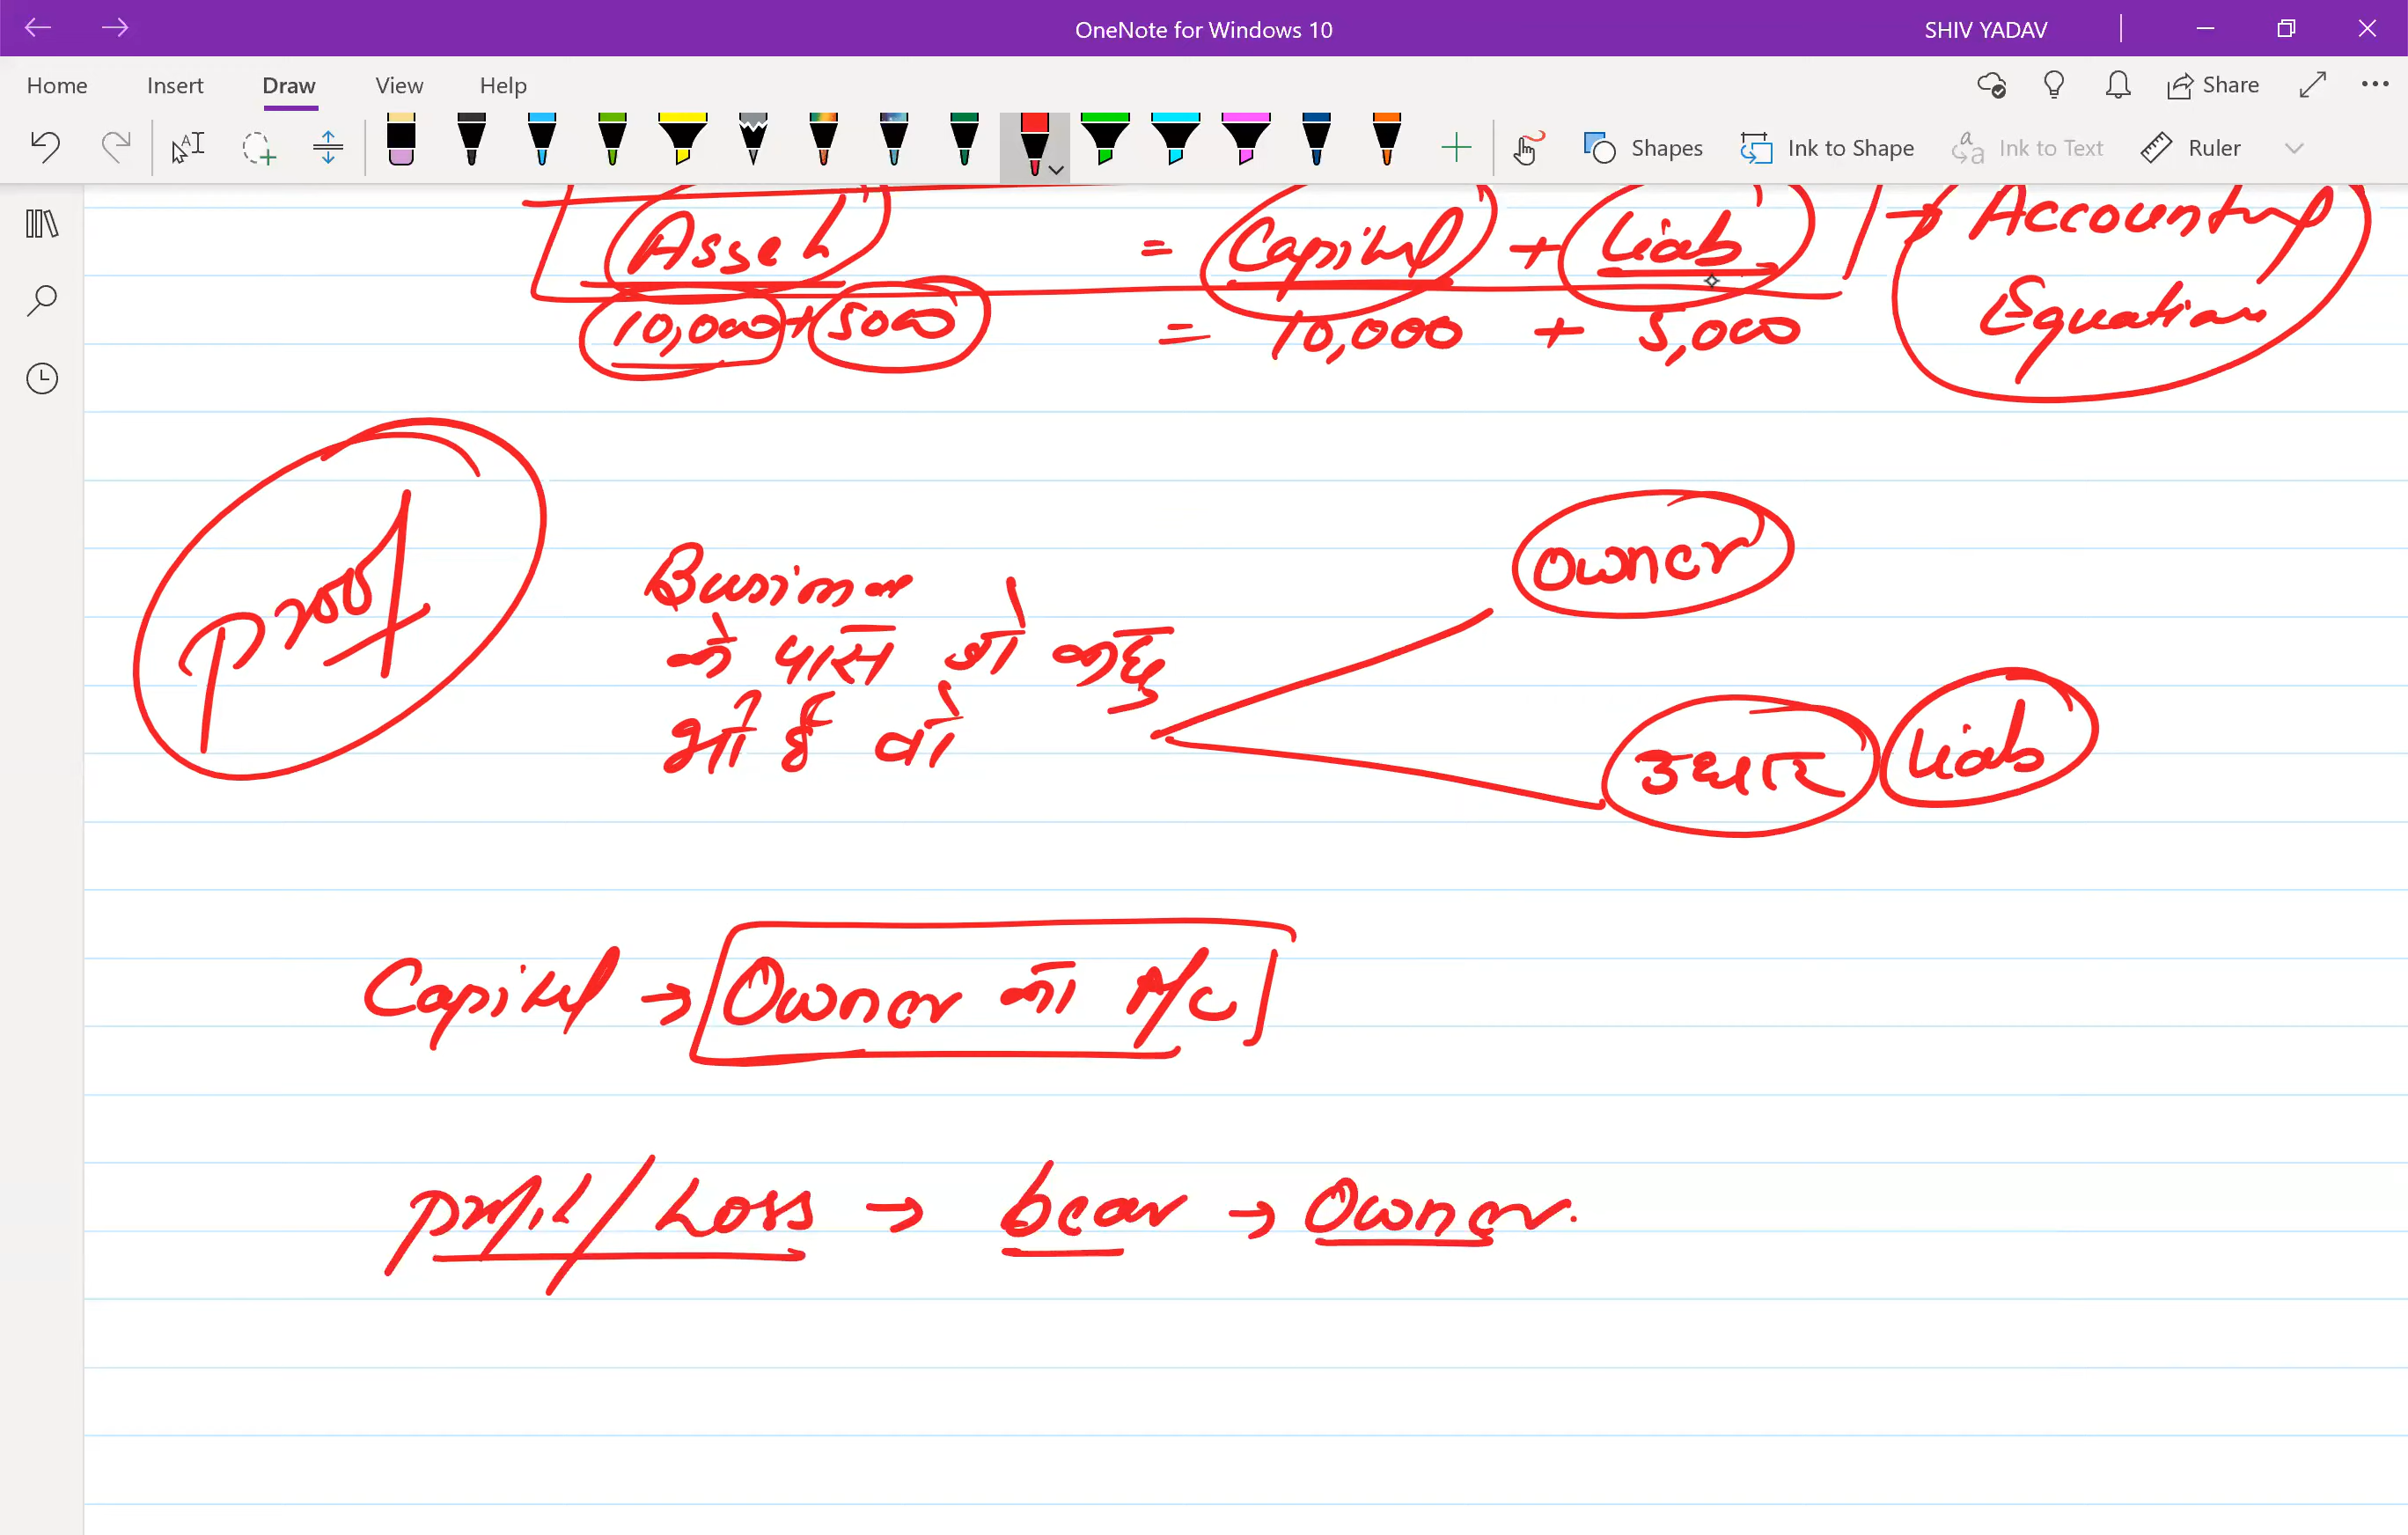 OneNote for Windows 10
SHIV YADAV
Home Insert Draw View Help
Share
Shapes Ink to Shape Ink to Text Ruler
Asset = Capital + Liab → Accounting
Equation
10,000 + 5000 = 10,000 + 5,000
Proof
Business
के पास जो कुछ
भी है वो
owner
उधार Liab
Capital → Owner का A/c
Profit/Loss → bear → Owner.